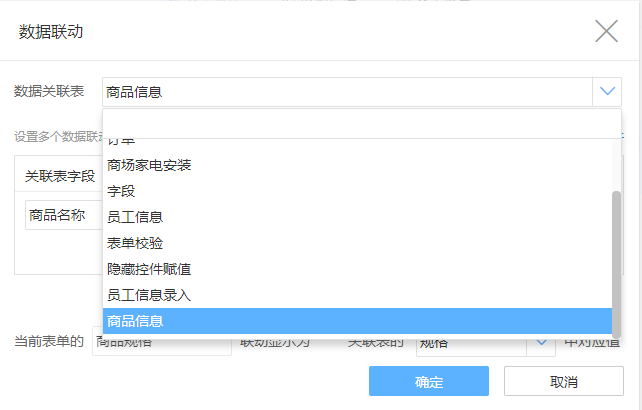 数据联动
数据关联表 商品信息
设置多个数据联动
订单
关联表字段 商场家电安装
字段
商品名称 员工信息
表单校验
隐藏控件赋值
员工信息录入
商品信息
当前表单的 商品规格 联动显示为 关联表的 规格 中对应值
确定 取消